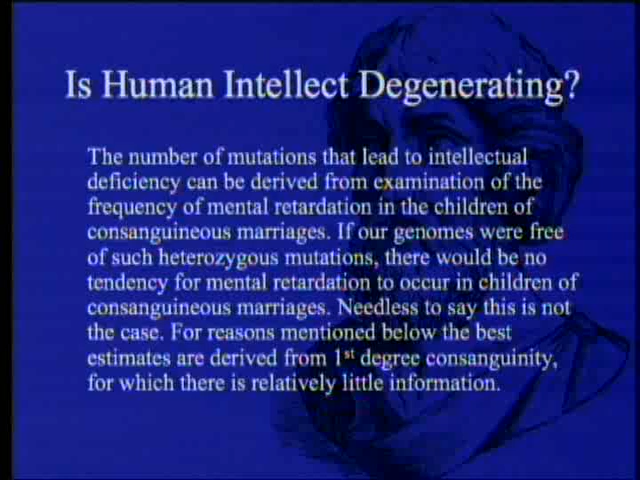 Is Human Intellect Degenerating?
The number of mutations that lead to intellectual
deficiency can be derived from examination of the
frequency of mental retardation in the children of
consanguineous marriages. If our genomes were free
of such heterozygous mutations, there would be no
tendency for mental retardation to occur in children of
consanguineous marriages. Needless to say this is not
the case. For reasons mentioned below the best
estimates are derived from 1st degree consanguinity,
for which there is relatively little information.